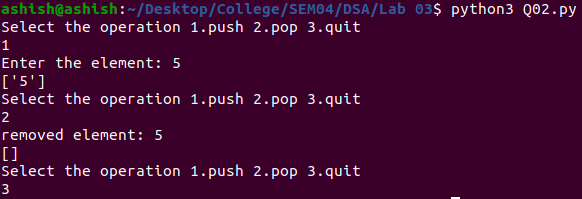 ashish@ashish:~/Desktop/College/SEM04/DSA/Lab 03$ python3 Q02.py
Select the operation 1.push 2.pop 3.quit
1
Enter the element: 5
['5']
Select the operation 1.push 2.pop 3.quit
2
removed element: 5
[]
Select the operation 1.push 2.pop 3.quit
3